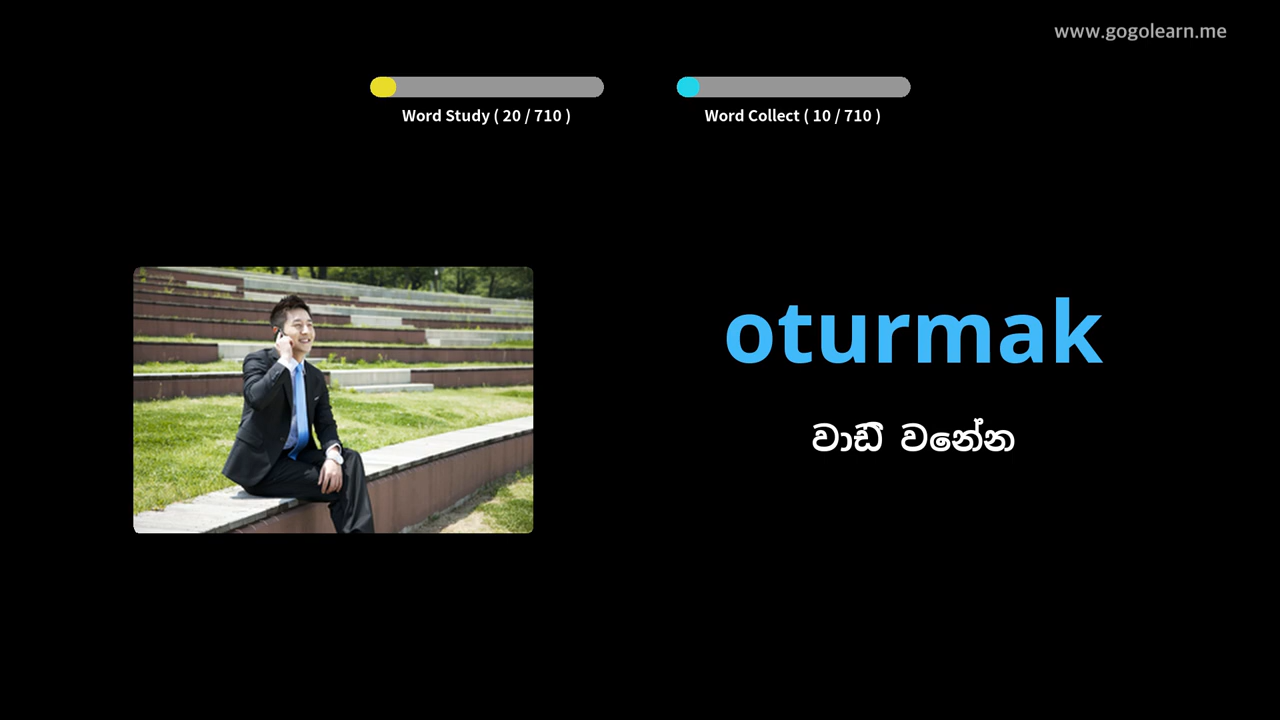 www.gogolearn.me
Word Study ( 20 / 710 )
Word Collect ( 10 / 710 )
oturmak
වාඩි වන්න